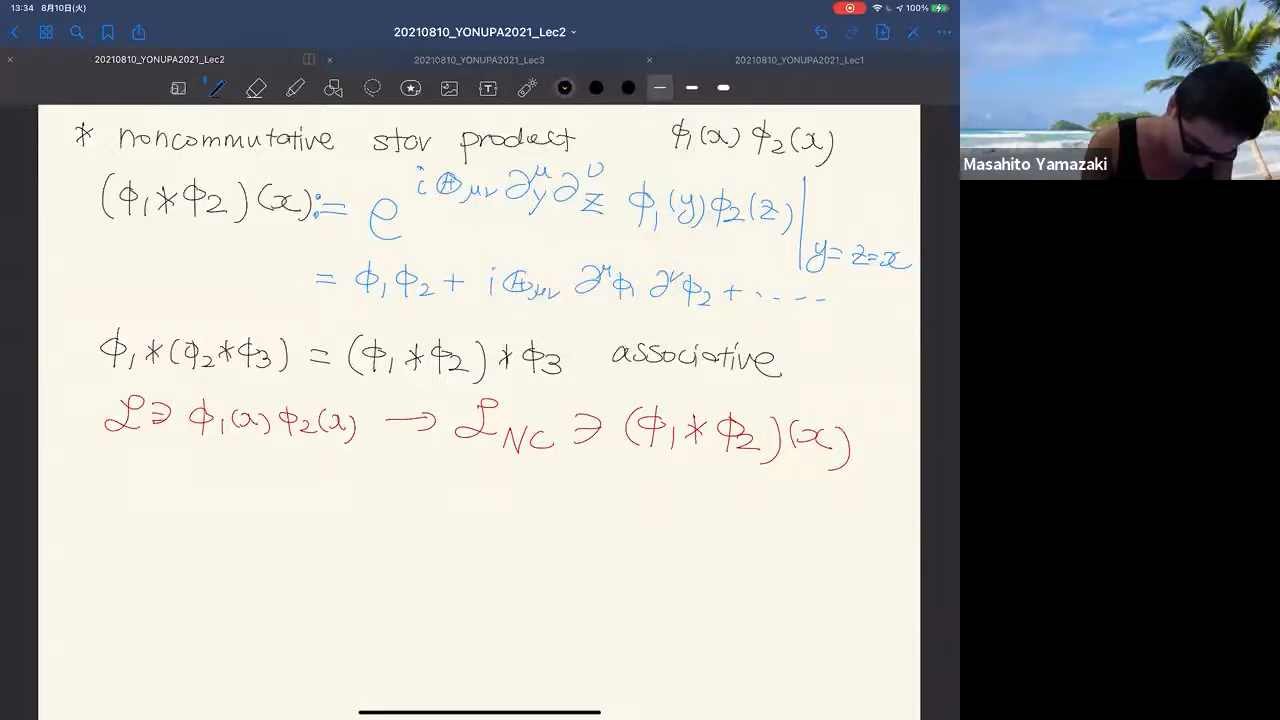 13:34 8月10日(火)
100%
20210810_YONUPA2021_Lec2
20210810_YONUPA2021_Lec2
20210810_YONUPA2021_Lec3
20210810_YONUPA2021_Lec1
* noncommutative star product ϕ₁(x) ϕ₂(x)
(ϕ₁*ϕ₂)(x) := e^{iΘ_{μν} ∂_y^μ ∂_z^ν} ϕ₁(y)ϕ₂(z)|_{y=z=x}
= ϕ₁ϕ₂ + iΘ_{μν} ∂^μϕ₁ ∂^νϕ₂ + .....
ϕ₁*(ϕ₂*ϕ₃) = (ϕ₁*ϕ₂)*ϕ₃ associative
ℒ∋ ϕ₁(x)ϕ₂(x) → ℒ_{NC} ∋ (ϕ₁*ϕ₂)(x)
Masahito Yamazaki